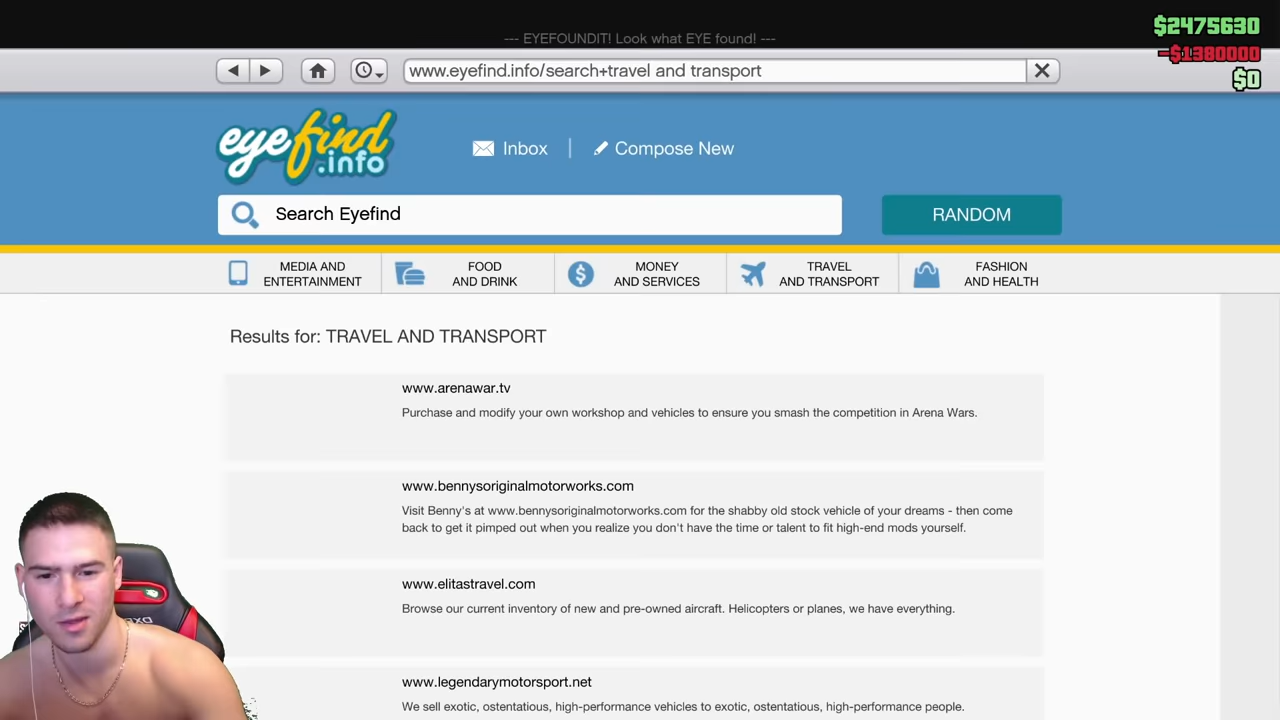 --- EYEFOUNDIT! Look what EYE found! ---
$2475630
-$1380000
$0
www.eyefind.info/search+travel and transport
eyefind
.info
Inbox | Compose New
Search Eyefind
RANDOM
MEDIA AND
ENTERTAINMENT
FOOD
AND DRINK
MONEY
AND SERVICES
TRAVEL
AND TRANSPORT
FASHION
AND HEALTH
Results for: TRAVEL AND TRANSPORT
www.arenawar.tv
Purchase and modify your own workshop and vehicles to ensure you smash the competition in Arena Wars.
www.bennysoriginalmotorworks.com
Visit Benny's at www.bennysoriginalmotorworks.com for the shabby old stock vehicle of your dreams - then come
back to get it pimped out when you realize you don't have the time or talent to fit high-end mods yourself.
www.elitastravel.com
Browse our current inventory of new and pre-owned aircraft. Helicopters or planes, we have everything.
www.legendarymotorsport.net
We sell exotic, ostentatious, high-performance vehicles to exotic, ostentatious, high-performance people.